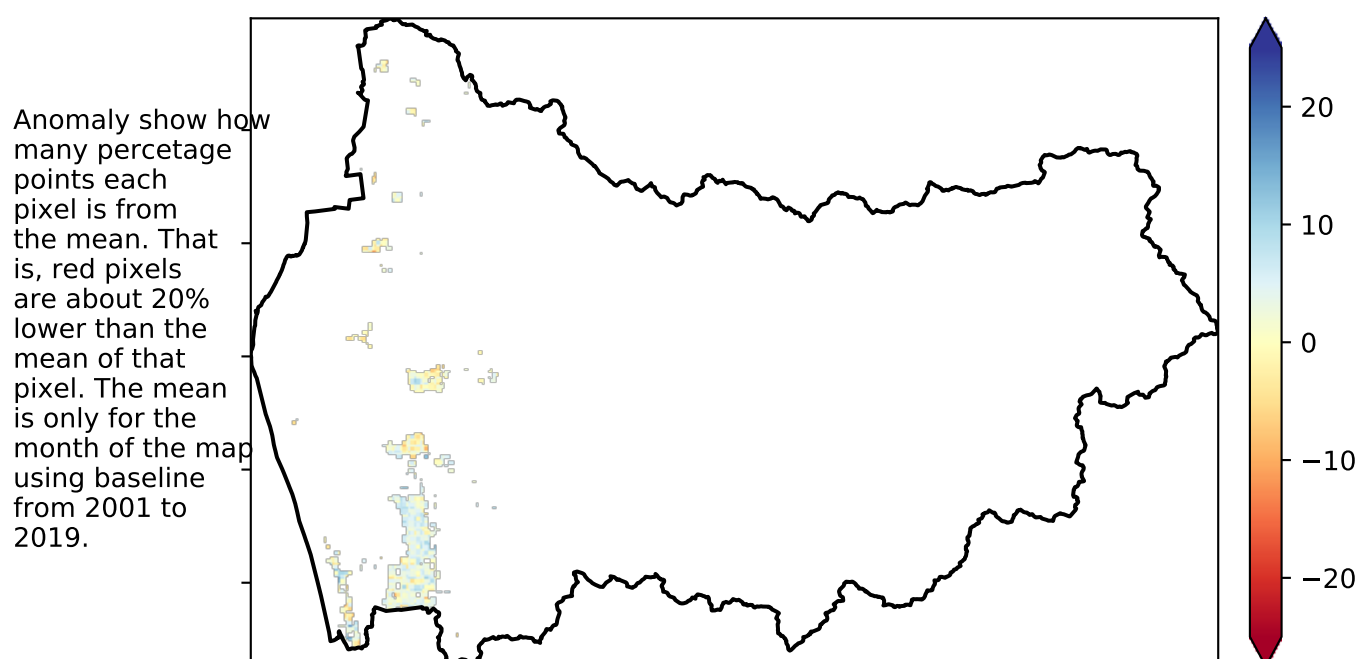 Anomaly show how
many percetage
points each
pixel is from
the mean. That
is, red pixels
are about 20%
lower than the
mean of that
pixel. The mean
is only for the
month of the map
using baseline
from 2001 to
2019.
20
10
0
−10
−20